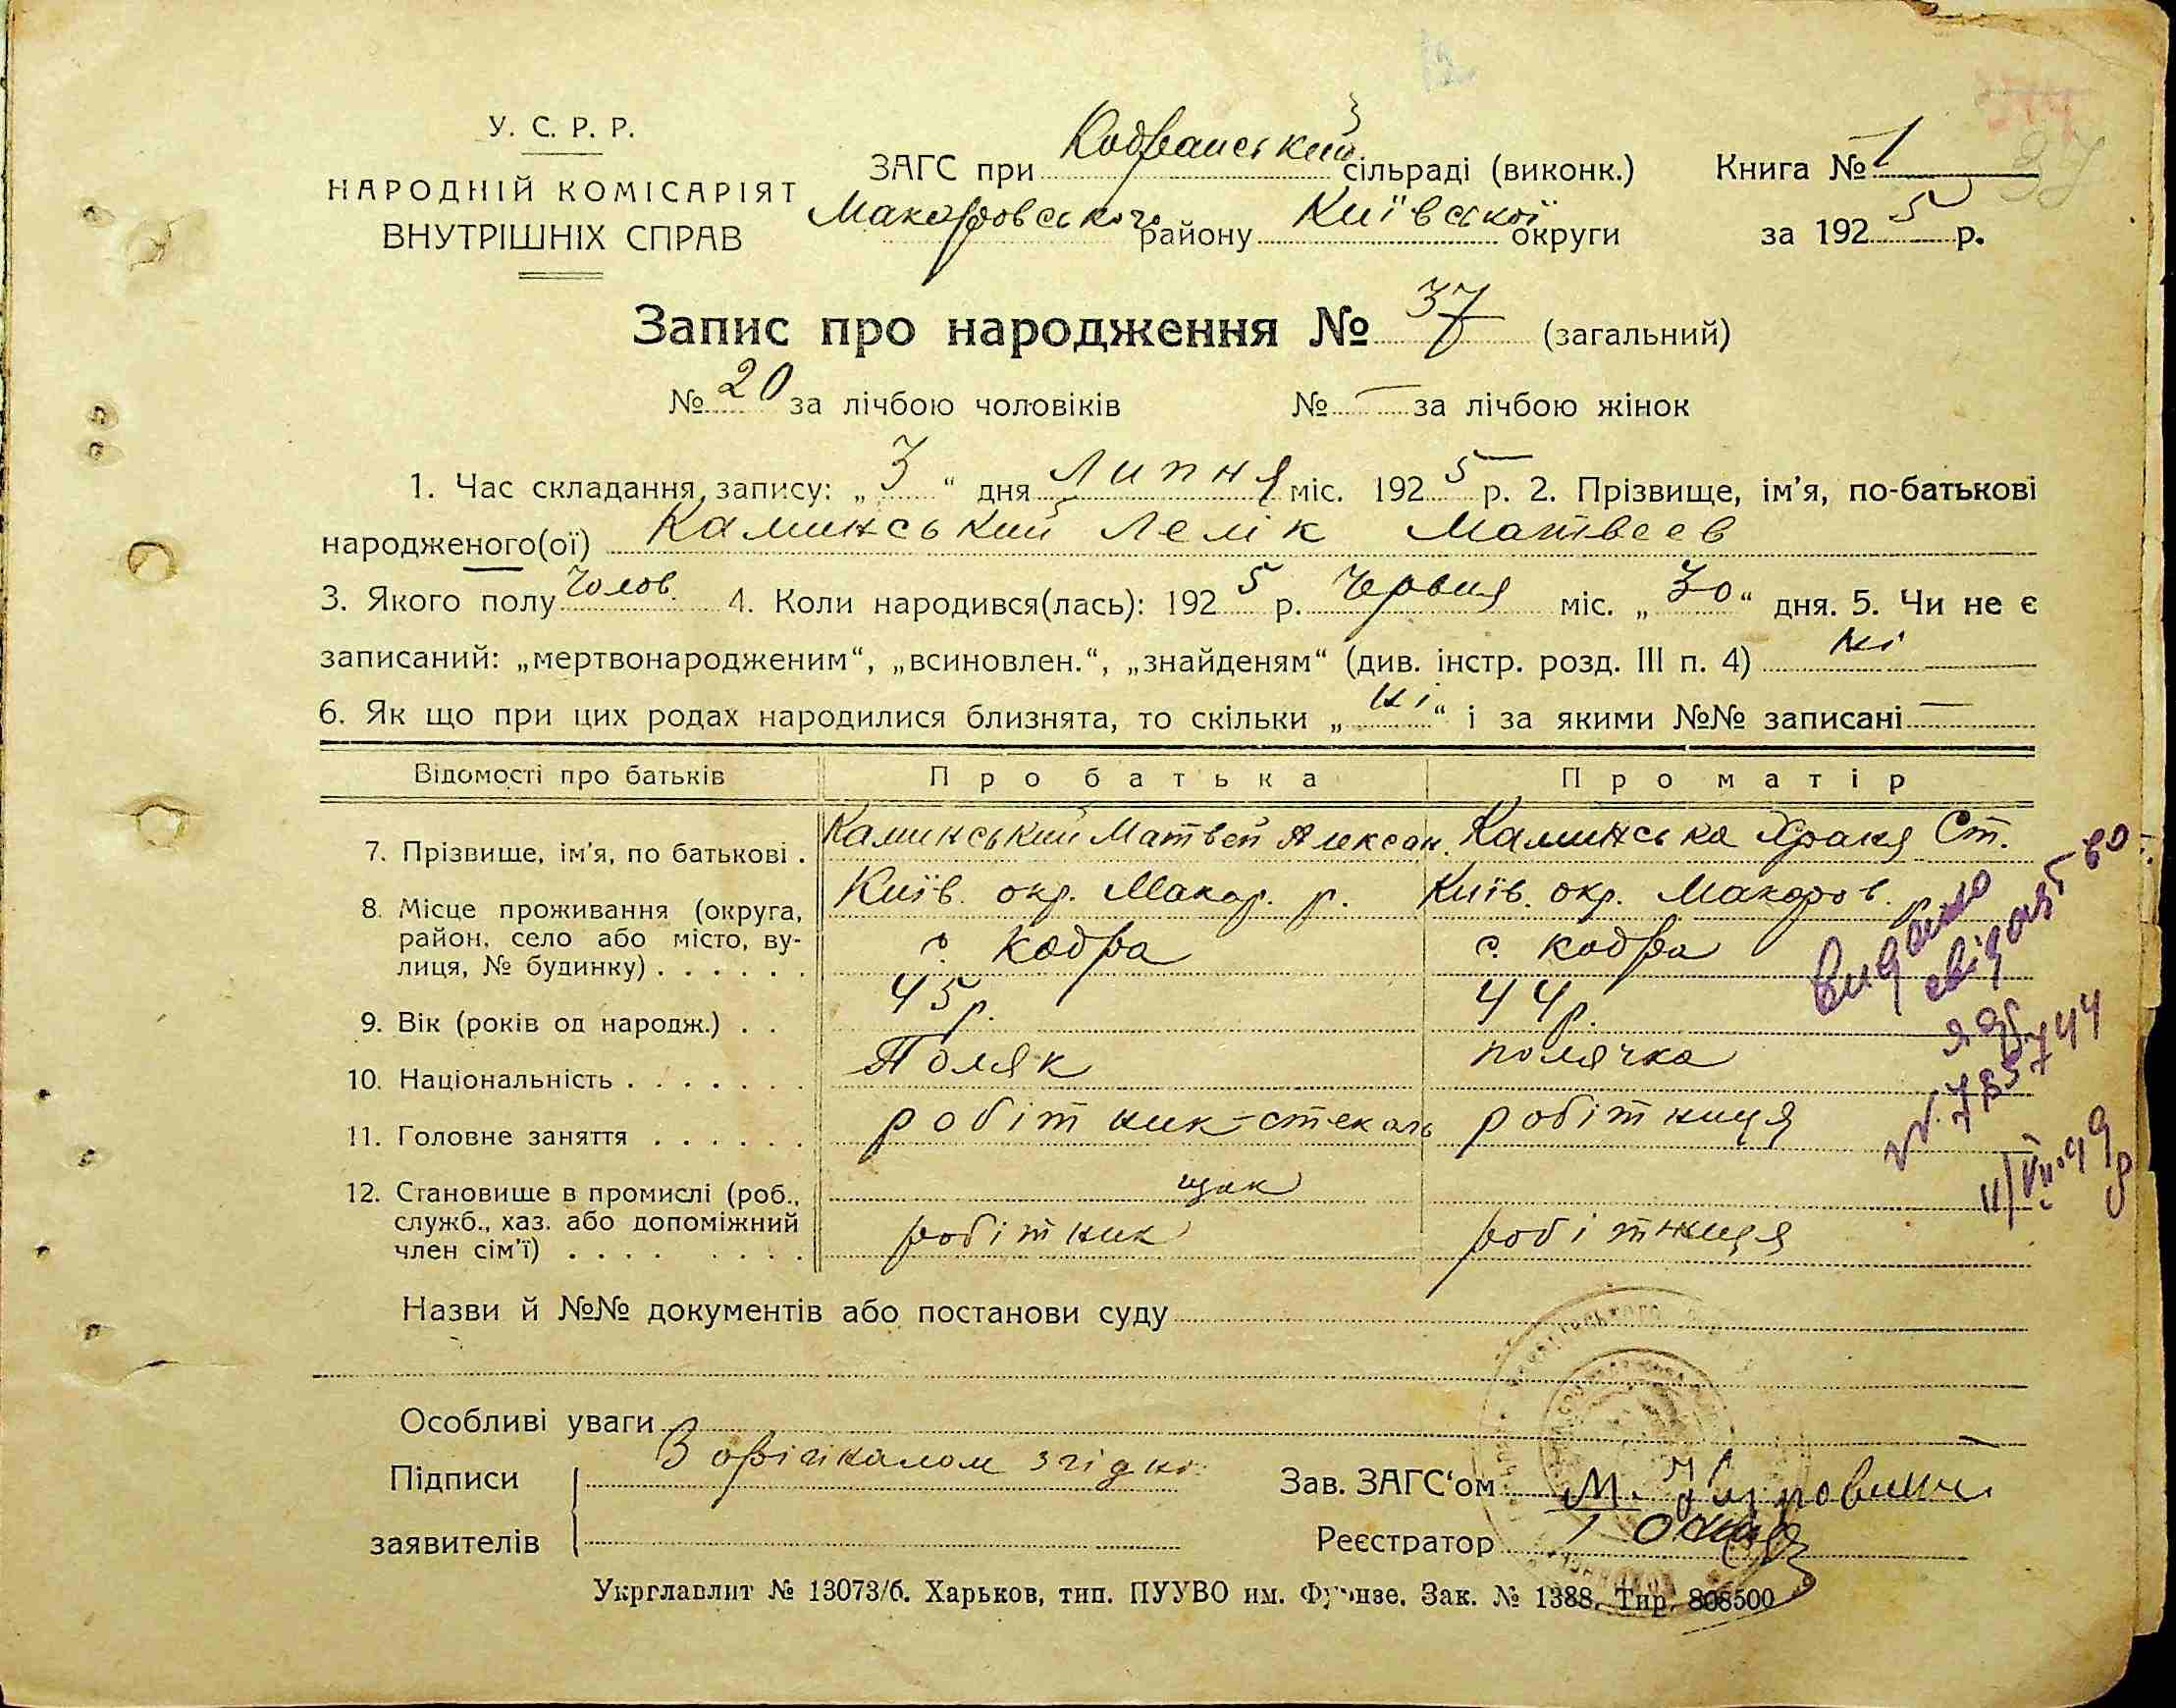 У. С. Р. Р.
НАРОДНІЙ КОМІСАРІЯТ
ВНУТРІШНІХ СПРАВ
ЗАГС при Кодранський сільраді (виконк.)
Макаровського району Київської округи
Книга № 1
37
за 1925 р.
Запис про народження № 37 (загальний)
№ 20 за лічбою чоловіків № — за лічбою жінок
1. Час складання запису: „3“ дня Липня міс. 1925 р. 2. Прізвище, ім'я, по-батькові
народженого(ої) Каминський Лелік Матвеев
3. Якого полу Чолов. 4. Коли народився(лась): 1925 р. Червня міс. „30“ дня. 5. Чи не є
записаний: „мертвонародженим“, „всиновлен.“, „знайденям“ (див. інстр. розд. III п. 4) ні
6. Як що при цих родах народилися близнята, то скільки „ні“ і за якими №№ записані —
Відомості про батьків Про батька Про матір
7. Прізвище, ім'я, по батькові . Каминський Матвей Алексан. Каминська Ст.
8. Місце проживання (округа, район, село або місто, вулиця, № будинку) . . . . . .
Київ. окр. Макар. р. Київ. окр. Макаров. р.
с. Кодра с. Кодра
9. Вік (років од народж.) . . 45 р. 44 р.
10. Національність . . . . . . . Поляк полячка
11. Головне заняття . . . . . . робітник-стекаль робітниця
щик
12. Становище в промислі (роб., служб., хаз. або допоміжний член сім'ї) . . . . . . . .
робітник робітниця
Видано
свідоцтво
Назви й №№ документів або постанови суду
Особливі уваги
Підписи З орігіналом згідно
заявителів
Зав. ЗАГС'ом М.
Реєстратор
Укрглавлит № 13073/б. Харьков, тип. ПУУВО им. Фрунзе. Зак. № 1388. Тир. 808500